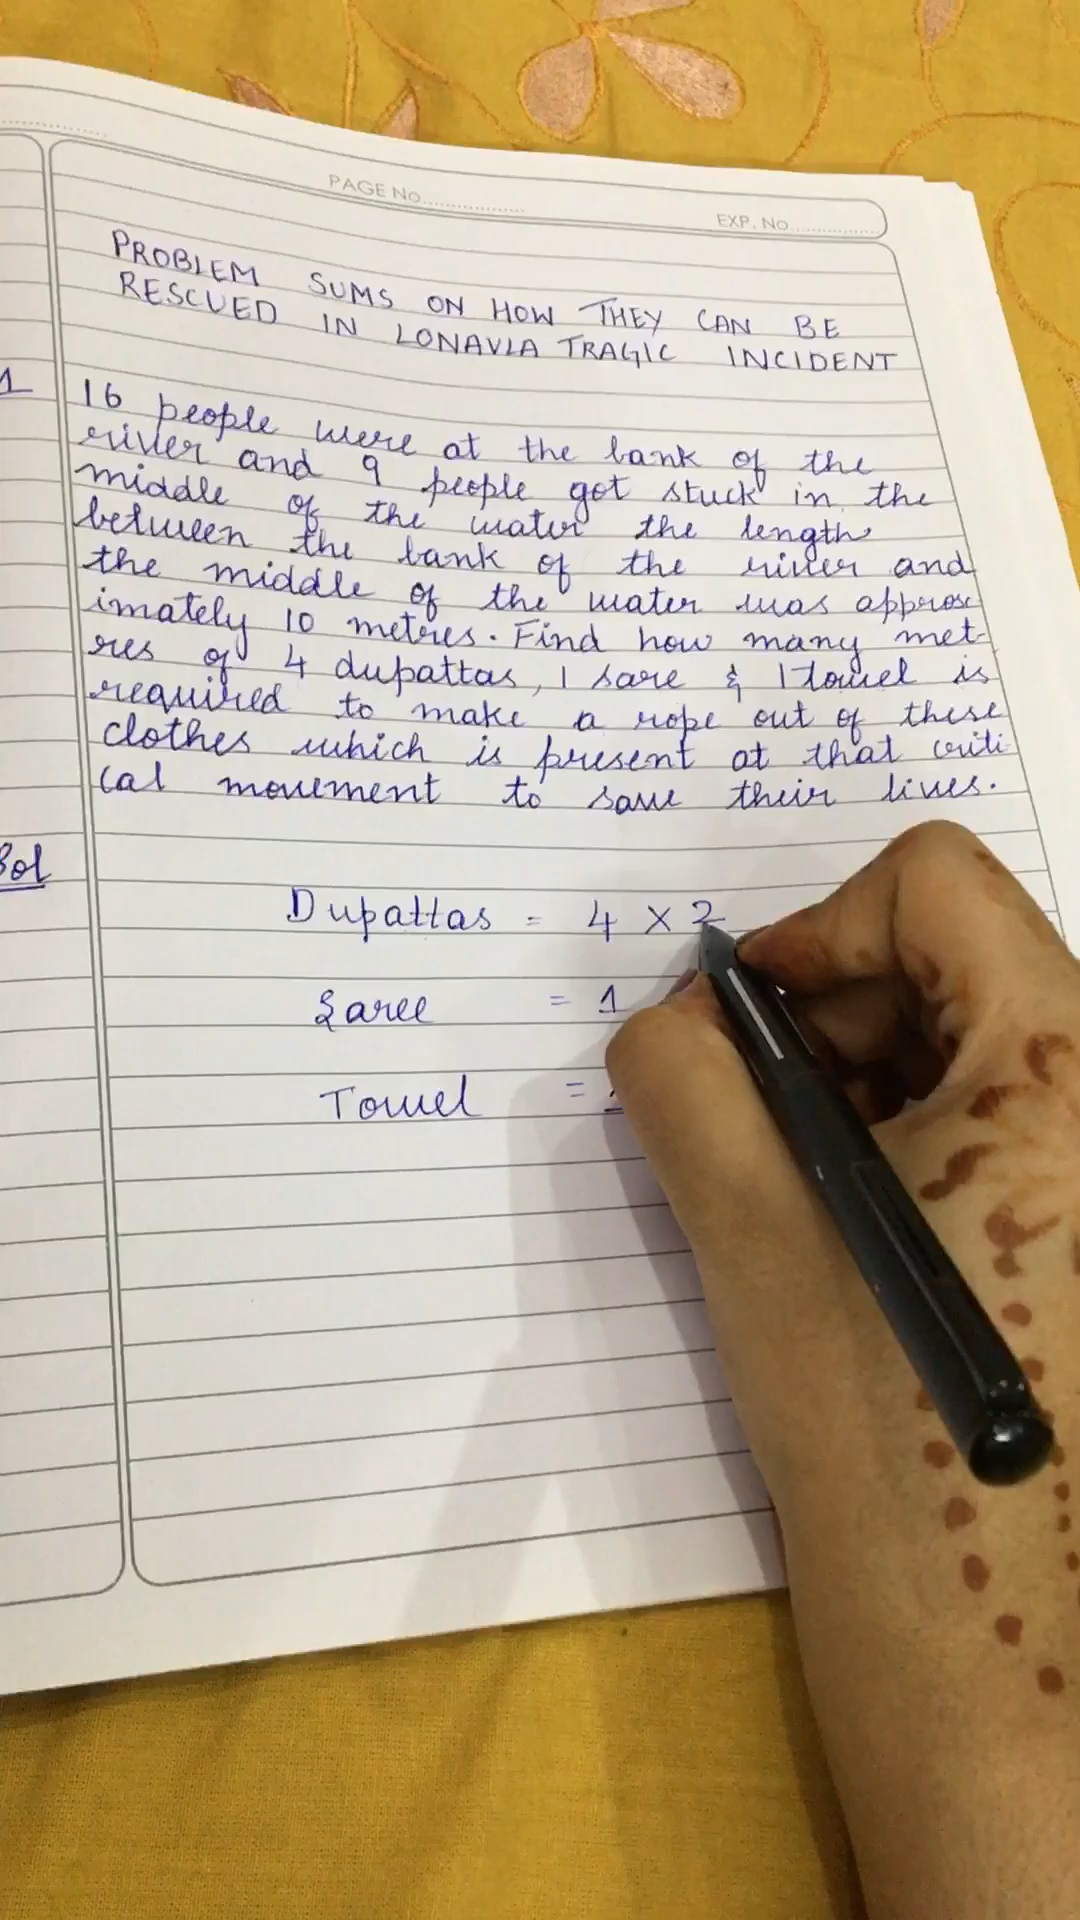 PAGE No.
EXP. No.
PROBLEM SUMS ON HOW THEY CAN BE
RESCUED IN LONAVLA TRAGIC INCIDENT
1 16 people were at the bank of the
river and 9 people got stuck in the
middle of the water the length
between the bank of the river and
the middle of the water was approx
imately 10 metres. Find how many met-
res of 4 dupattas, 1 sare & 1 towel is
required to make a rope out of these
clothes which is present at that criti
cal movement to save their lives.
Sol
Dupattas = 4 × 2
Saree = 1
Towel =